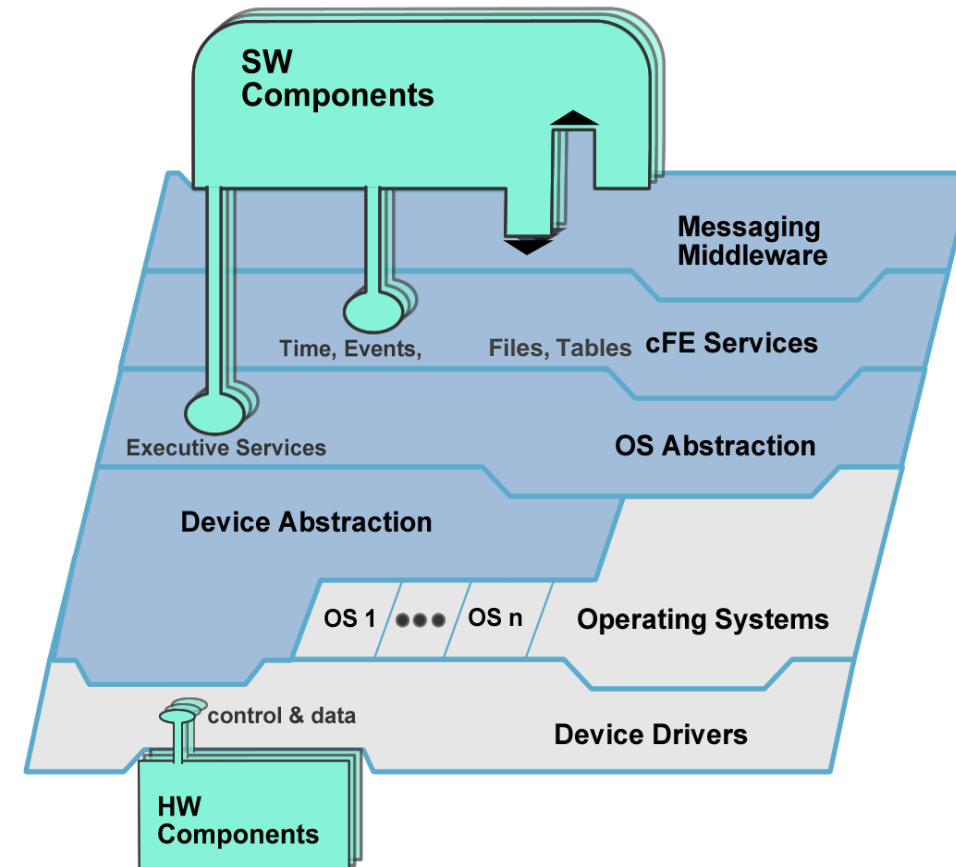 SW
Components
Messaging
Middleware
Time, Events,
Files, Tables
cFE Services
Executive Services
OS Abstraction
Device Abstraction
OS 1
OS n
Operating Systems
control & data
Device Drivers
HW
Components